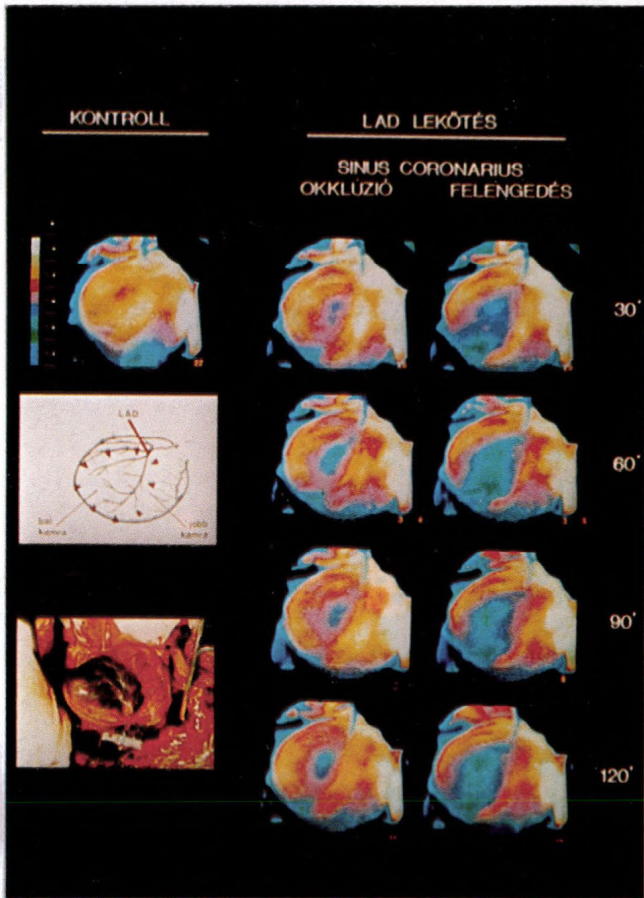 KONTROLL
LAD LEKÖTÉS
SINUS CORONARIUS
OKKLÚZIÓ FELENGEDÉS
30'
LAD
60'
bal kamra
jobb kamra
90'
120'